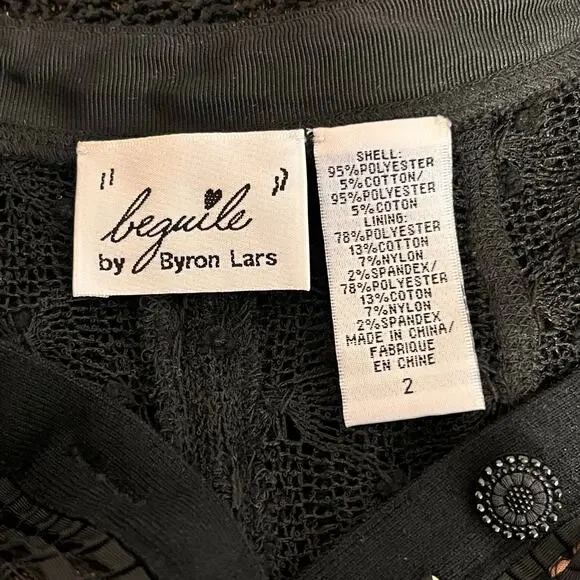 "beguile"
by Byron Lars
SHELL:
95%POLYESTER
5%COTTON/
95%POLYESTER
5%COTON
LINING:
78%POLYESTER
13%COTTON
7%NYLON
2%SPANDEX/
78%POLYESTER
13%COTON
7%NYLON
2%SPANDEX
MADE IN CHINA/
FABRIQUE
EN CHINE
2